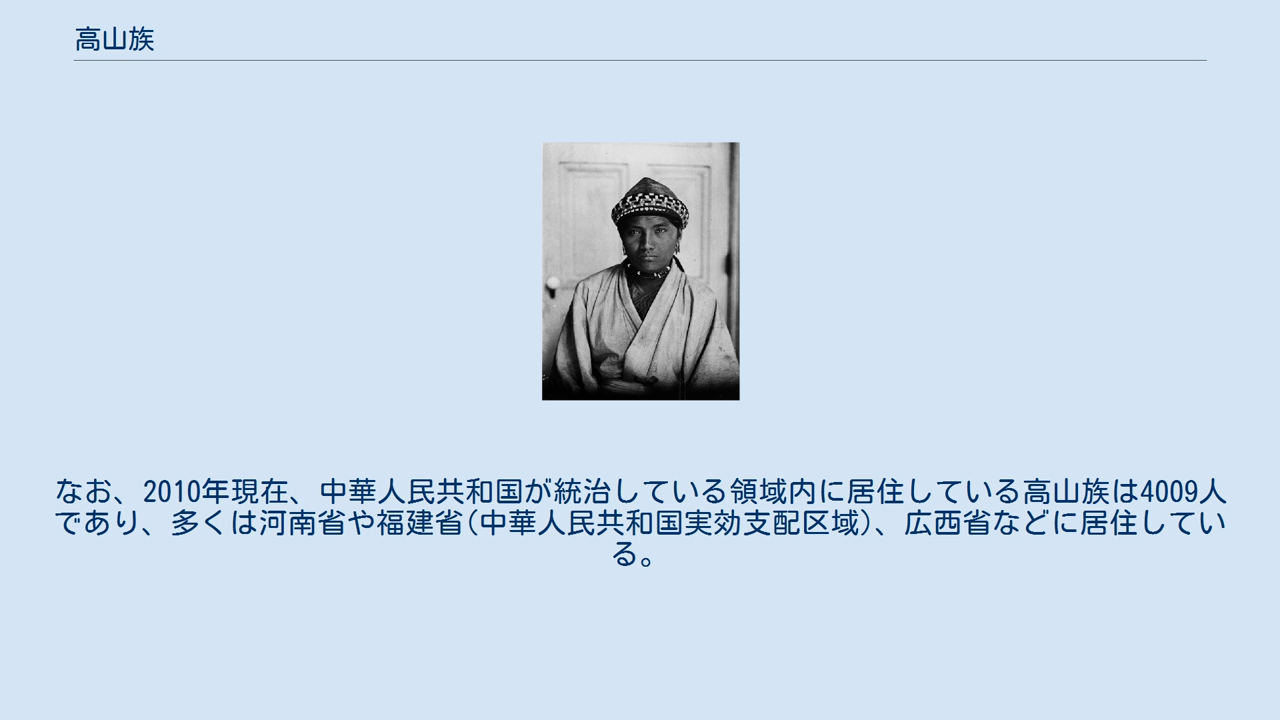 高山族
なお、2010年現在、中華人民共和国が統治している領域内に居住している高山族は4009人
であり、多くは河南省や福建省(中華人民共和国実効支配区域)、広西省などに居住してい
る。